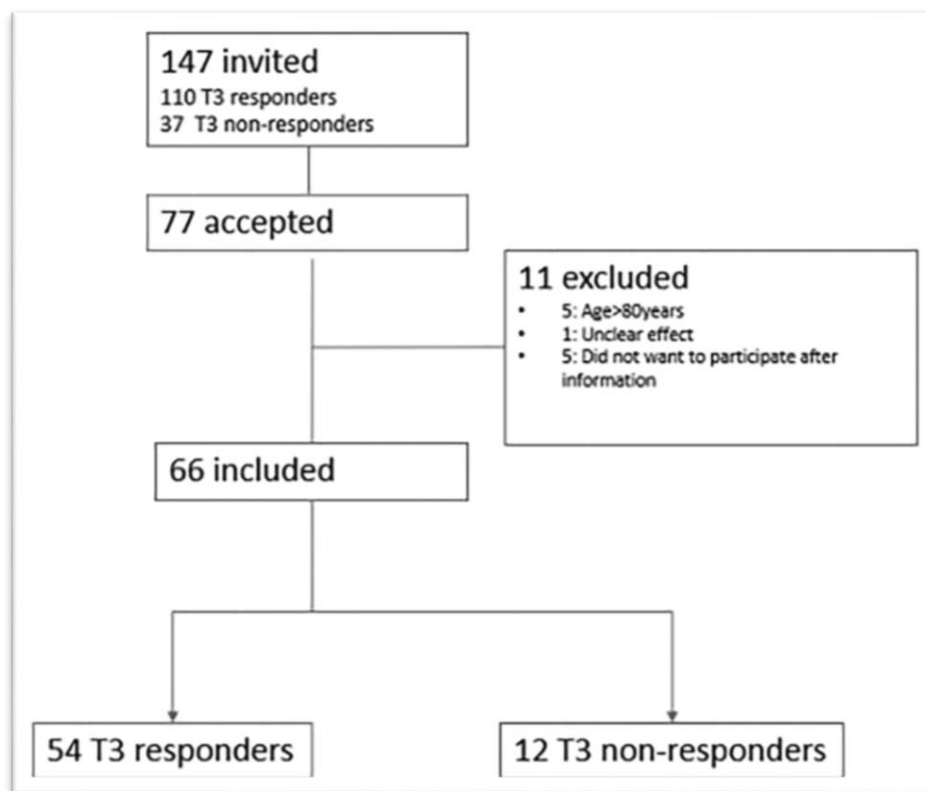 147 invited
110 T3 responders
37 T3 non-responders
77 accepted
11 excluded
• 5: Age>80years
• 1: Unclear effect
• 5: Did not want to participate after
information
66 included
54 T3 responders
12 T3 non-responders